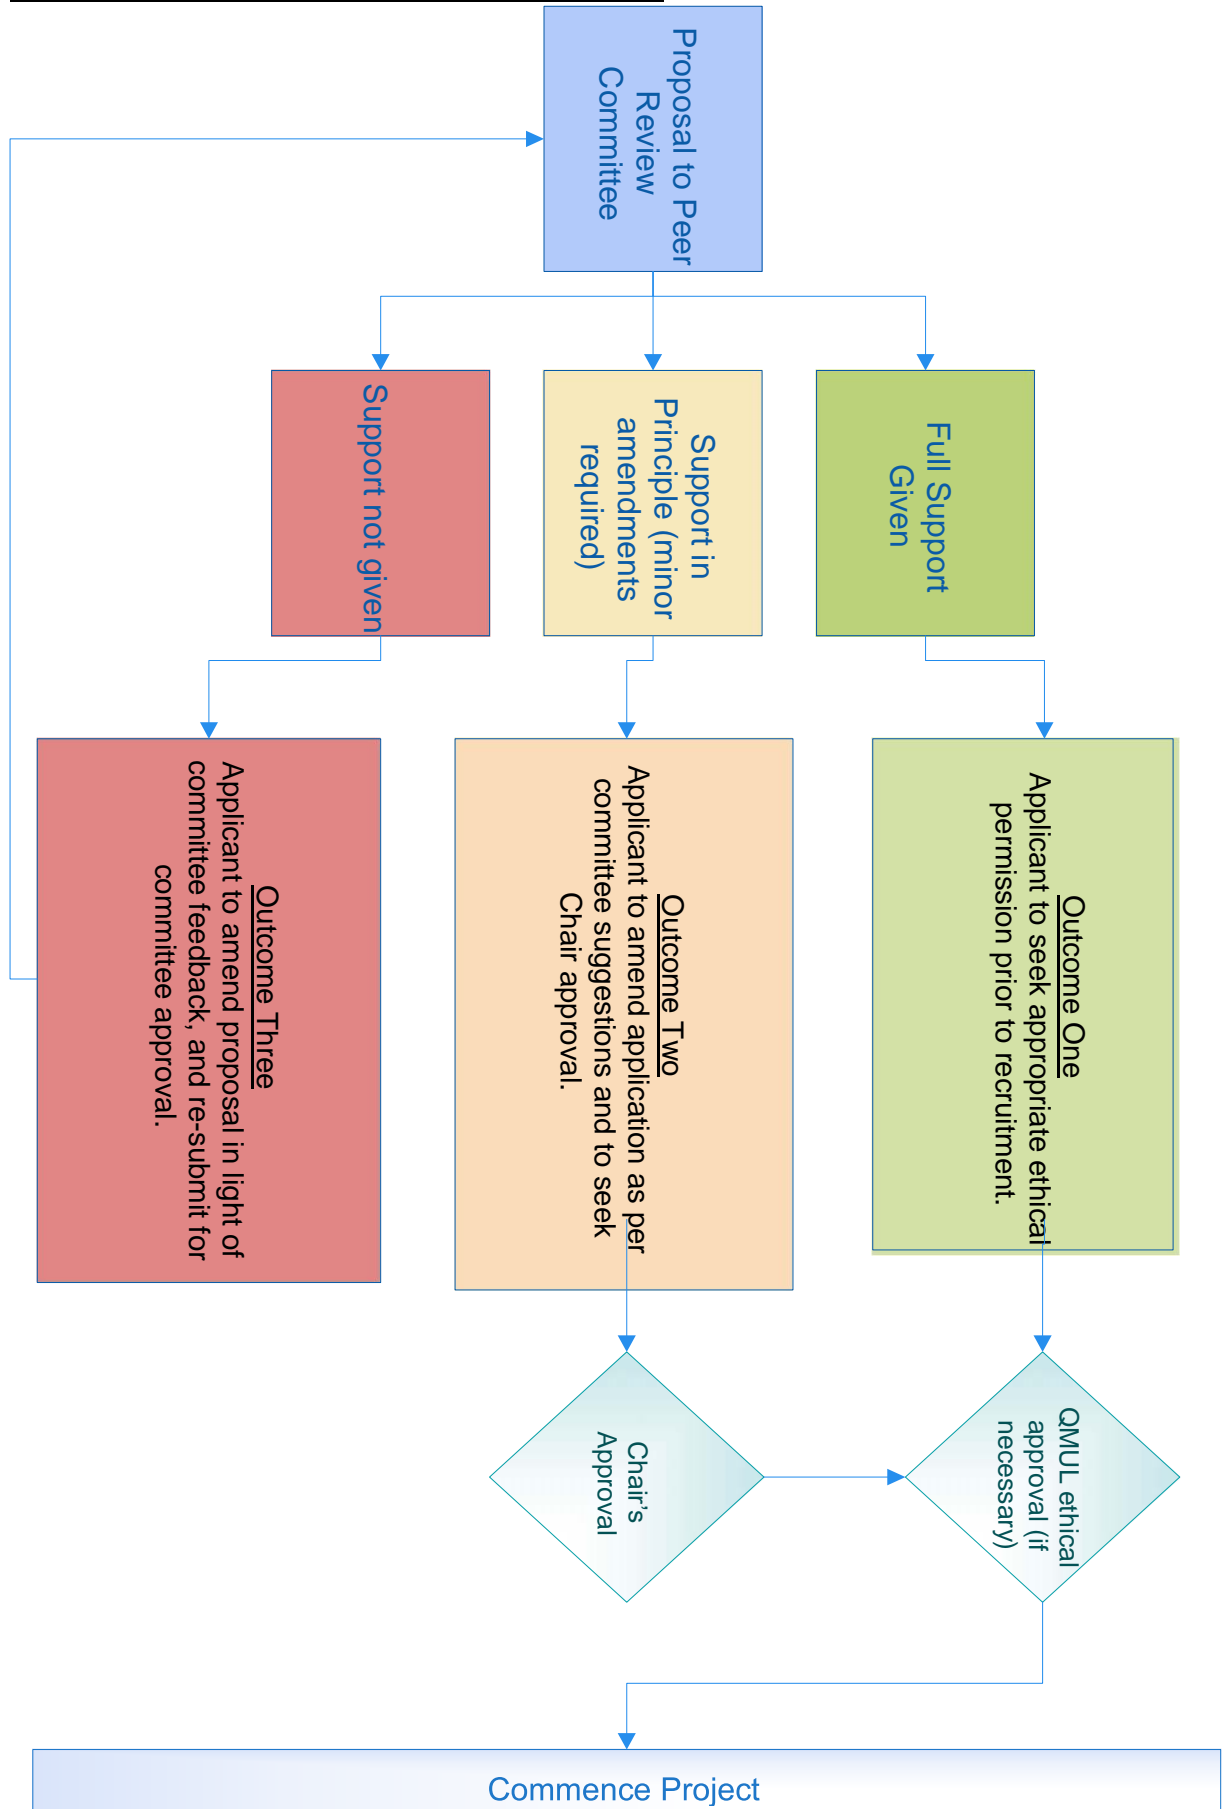 Proposal to Peer
Review
Committee
Full Support
Given
Support in
Principle (minor
amendments
required)
Support not given
Outcome One
Applicant to seek appropriate ethical
permission prior to recruitment.
Outcome Two
Applicant to amend application as per
committee suggestions and to seek
Chair approval.
Outcome Three
Applicant to amend proposal in light of
committee feedback, and re-submit for
committee approval.
QMUL ethical
approval (if
necessary)
Chair's
Approval
Commence Project